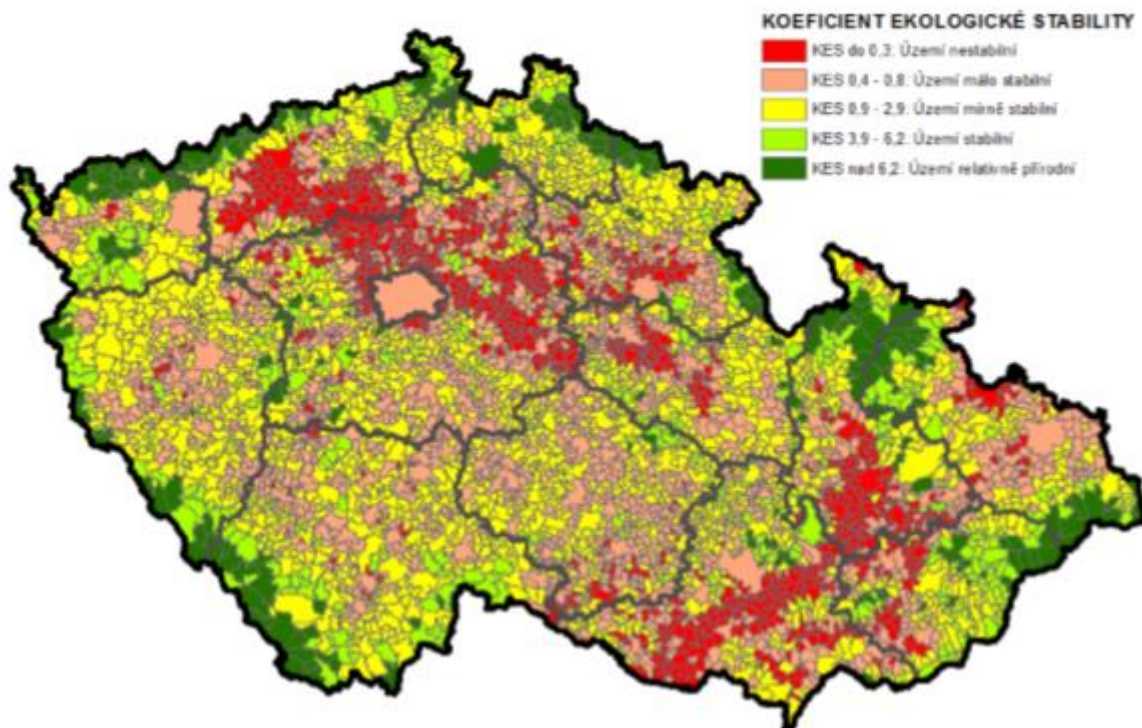 KOEFICIENT EKOLOGICKÉ STABILITY
KES do 0,3: Území nestabilní
KES 0,4 - 0,8: Území málo stabilní
KES 0,9 - 2,9: Území mírně stabilní
KES 3,9 - 6,2: Území stabilní
KES nad 6,2: Území relativně přírodní